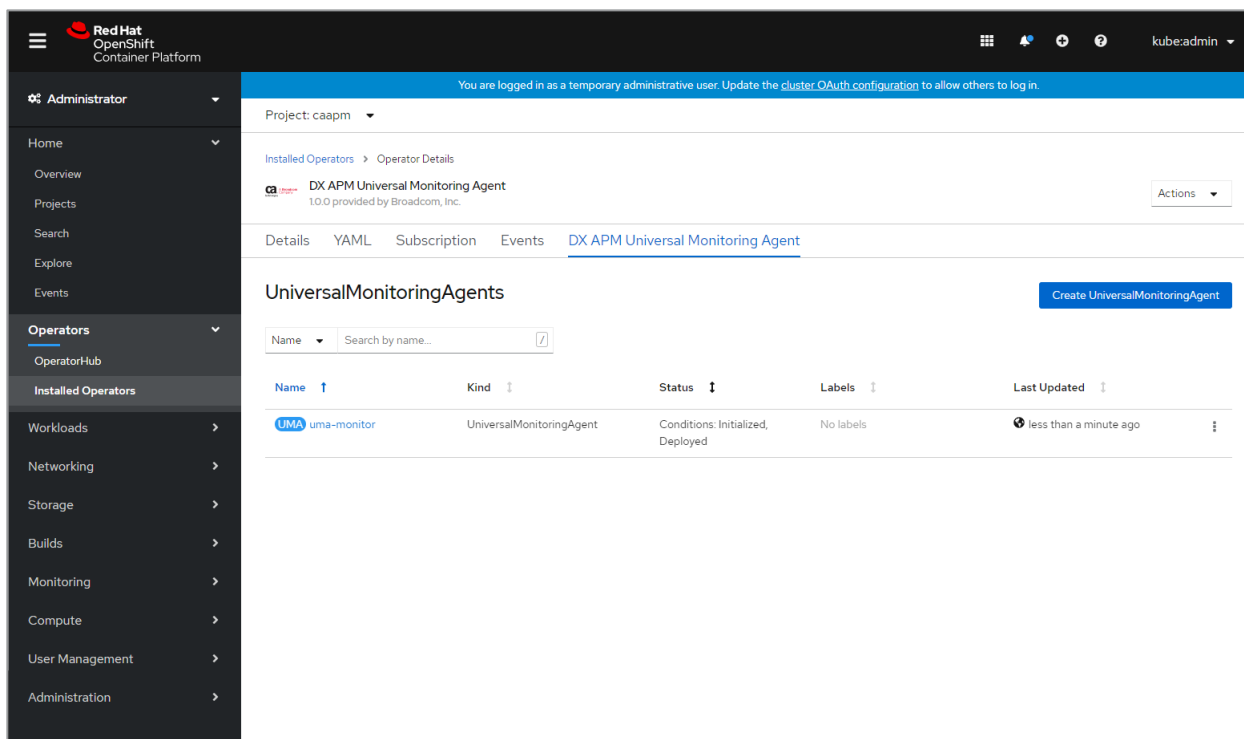 Red Hat
OpenShift
Container Platform
kube:admin
You are logged in as a temporary administrative user. Update the cluster OAuth configuration to allow others to log in.
Administrator
Project: caapm
Home
Overview
Projects
Search
Explore
Events
Operators
OperatorHub
Installed Operators
Workloads
Networking
Storage
Builds
Monitoring
Compute
User Management
Administration
Installed Operators > Operator Details
ca
DX APM Universal Monitoring Agent
1.0.0 provided by Broadcom, Inc.
Actions
Details YAML Subscription Events DX APM Universal Monitoring Agent
UniversalMonitoringAgents
Create UniversalMonitoringAgent
Name Search by name... /
Name Kind Status Labels Last Updated
UMA uma-monitor UniversalMonitoringAgent Conditions: Initialized, No labels less than a minute ago
Deployed